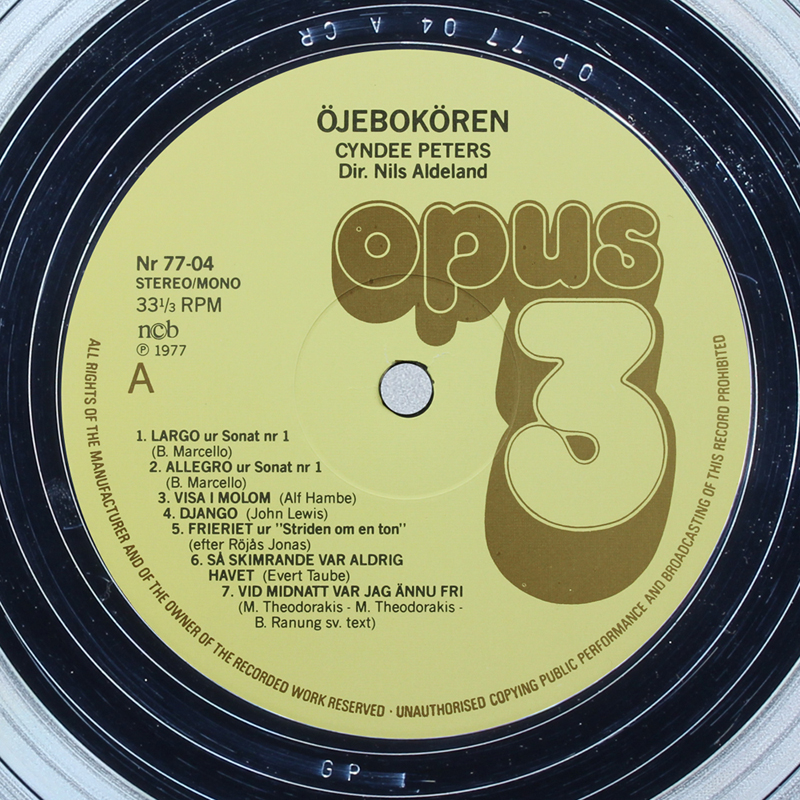 OP 77 04 A CR
ÖJEBOKÖREN
CYNDEE PETERS
Dir. Nils Aldeland
opus
3
Nr 77-04
STEREO/MONO
33 1/3 RPM
ncb
Ⓟ 1977
A
1. LARGO ur Sonat nr 1
(B. Marcello)
2. ALLEGRO ur Sonat nr 1
(B. Marcello)
3. VISA I MOLOM (Alf Hambe)
4. DJANGO (John Lewis)
5. FRIERIET ur "Striden om en ton"
(efter Röjås Jonas)
6. SÅ SKIMRANDE VAR ALDRIG
HAVET (Evert Taube)
7. VID MIDNATT VAR JAG ÄNNU FRI
(M. Theodorakis - M. Theodorakis -
B. Ranung sv. text)
ALL RIGHTS OF THE MANUFACTURER AND OF THE OWNER OF THE RECORDED WORK RESERVED · UNAUTHORISED COPYING PUBLIC PERFORMANCE AND BROADCASTING OF THIS RECORD PROHIBITED
G P I